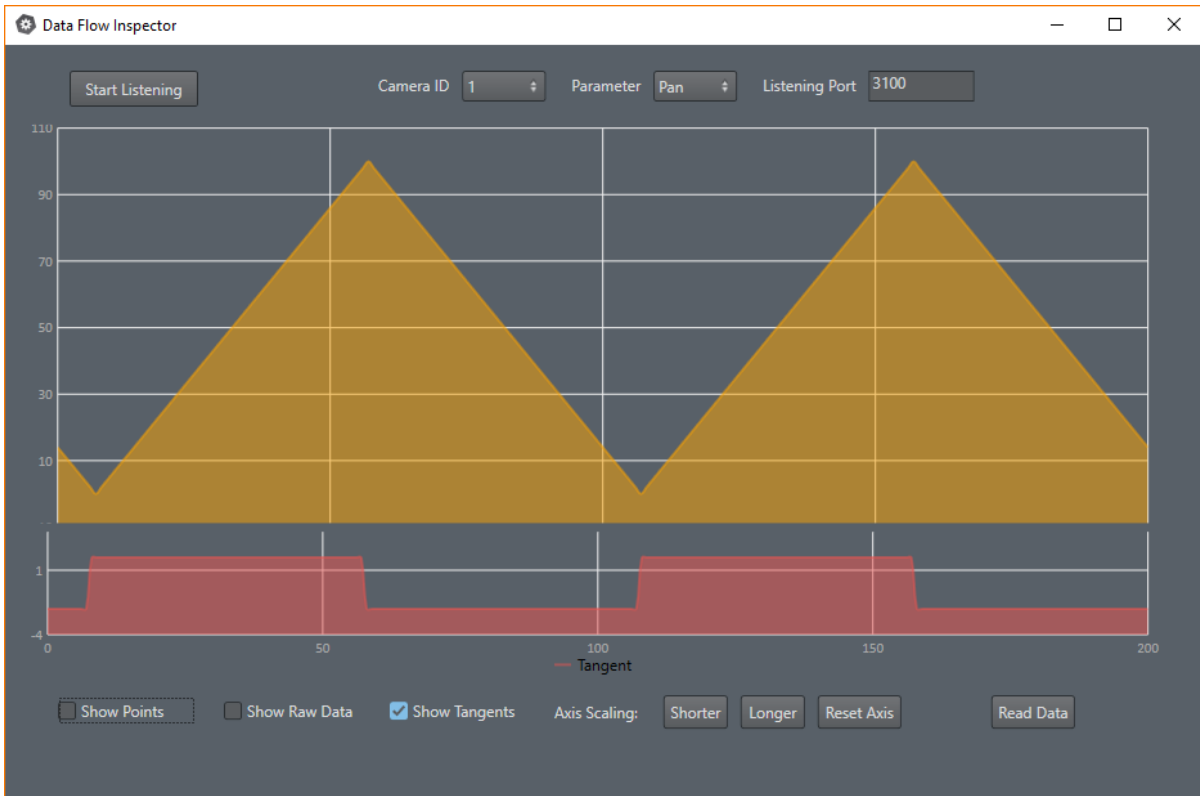 Data Flow Inspector
Start Listening Camera ID 1 Parameter Pan Listening Port 3100
110
90
70
50
30
10
1
-4
0 50 100 150 200
Tangent
Show Points Show Raw Data Show Tangents Axis Scaling: Shorter Longer Reset Axis Read Data